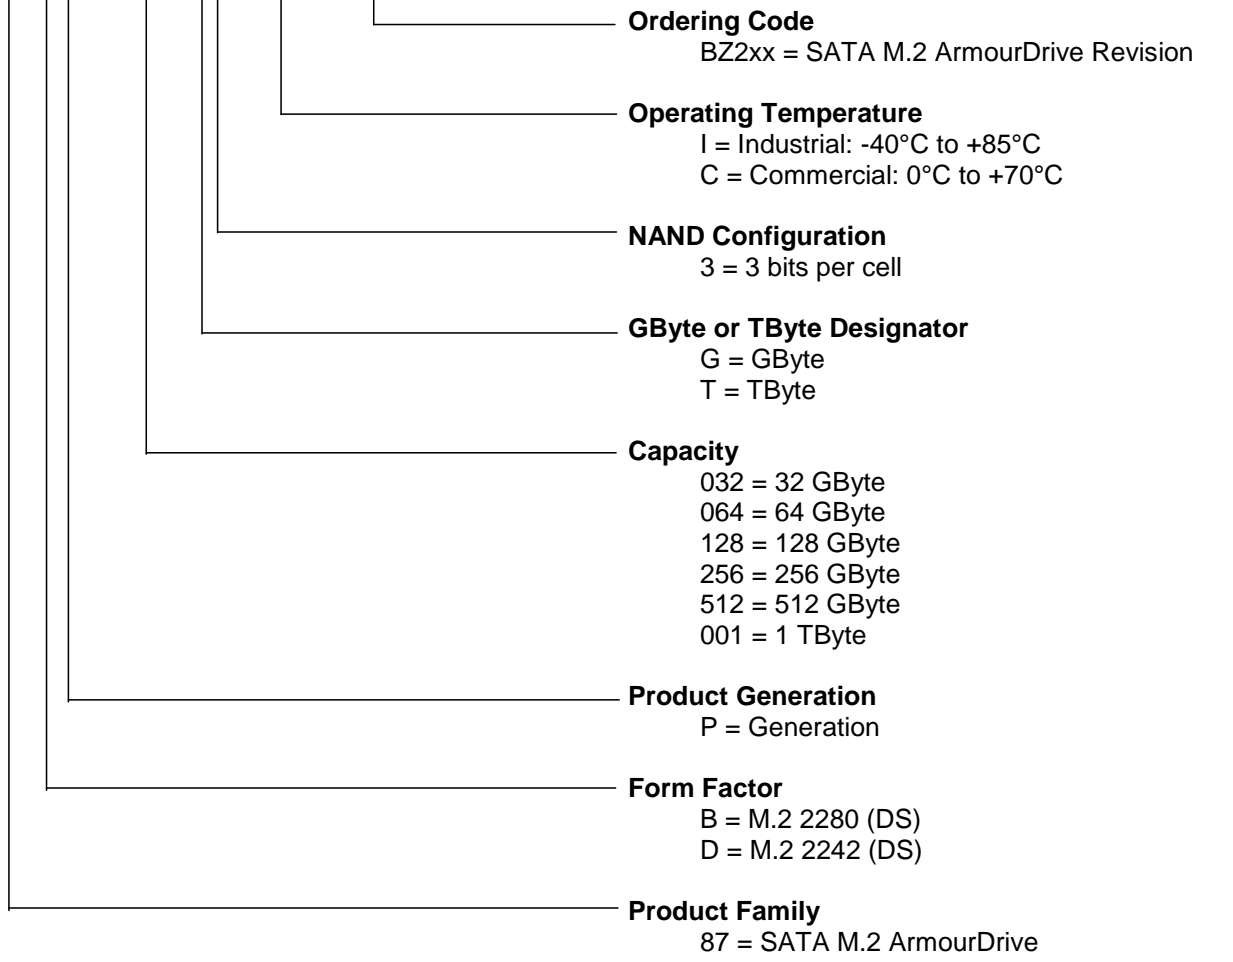 Ordering Code
BZ2xx = SATA M.2 ArmourDrive Revision
Operating Temperature
I = Industrial: -40°C to +85°C
C = Commercial: 0°C to +70°C
NAND Configuration
3 = 3 bits per cell
GByte or TByte Designator
G = GByte
T = TByte
Capacity
032 = 32 GByte
064 = 64 GByte
128 = 128 GByte
256 = 256 GByte
512 = 512 GByte
001 = 1 TByte
Product Generation
P = Generation
Form Factor
B = M.2 2280 (DS)
D = M.2 2242 (DS)
Product Family
87 = SATA M.2 ArmourDrive